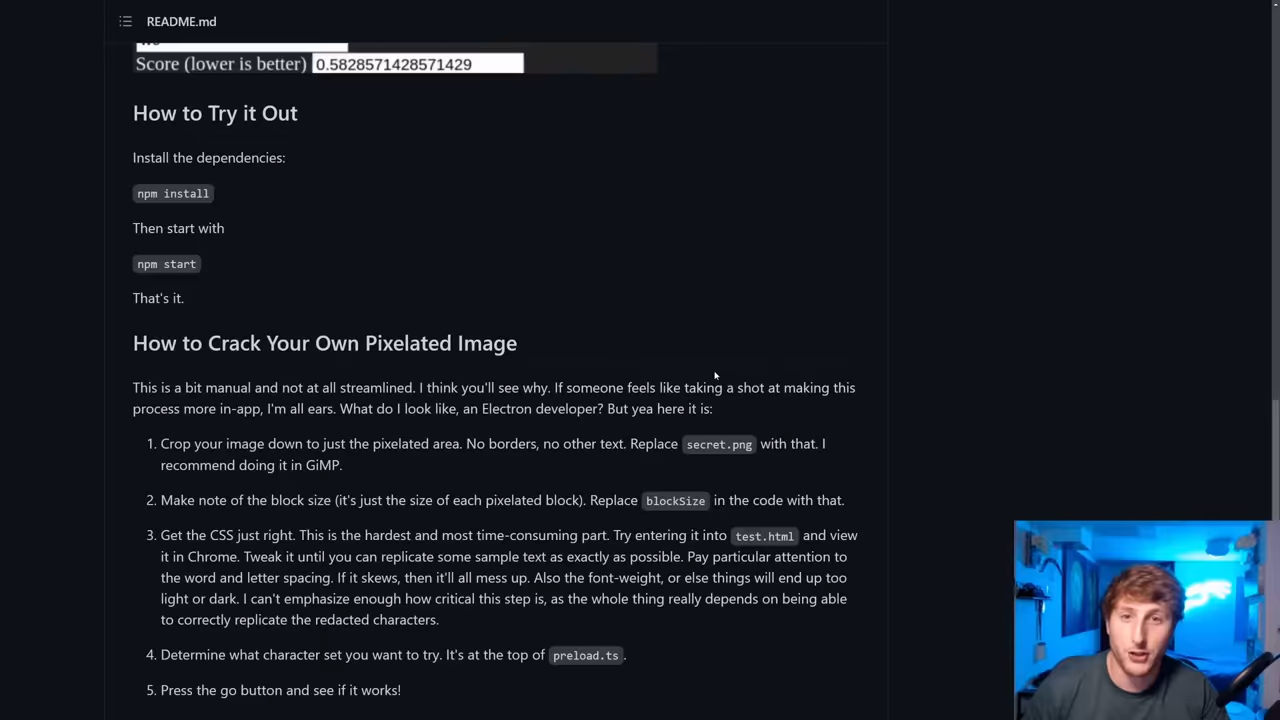 README.md
Score (lower is better) 0.5828571428571429
How to Try it Out
Install the dependencies:
npm install
Then start with
npm start
That's it.
How to Crack Your Own Pixelated Image
This is a bit manual and not at all streamlined. I think you'll see why. If someone feels like taking a shot at making this
process more in-app, I'm all ears. What do I look like, an Electron developer? But yea here it is:
1. Crop your image down to just the pixelated area. No borders, no other text. Replace secret.png with that. I
recommend doing it in GiMP.
2. Make note of the block size (it's just the size of each pixelated block). Replace blockSize in the code with that.
3. Get the CSS just right. This is the hardest and most time-consuming part. Try entering it into test.html and view
it in Chrome. Tweak it until you can replicate some sample text as exactly as possible. Pay particular attention to
the word and letter spacing. If it skews, then it'll all mess up. Also the font-weight, or else things will end up too
light or dark. I can't emphasize enough how critical this step is, as the whole thing really depends on being able
to correctly replicate the redacted characters.
4. Determine what character set you want to try. It's at the top of preload.ts.
5. Press the go button and see if it works!